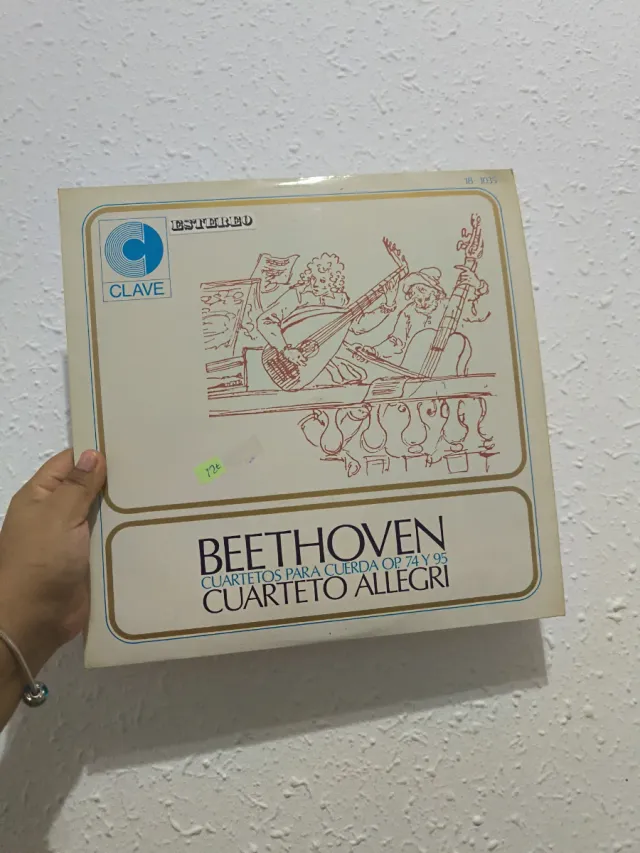 18 - 1035
ESTEREO
CLAVE
BEETHOVEN
CUARTETOS PARA CUERDA OP 74 Y 95
CUARTETO ALLEGRI